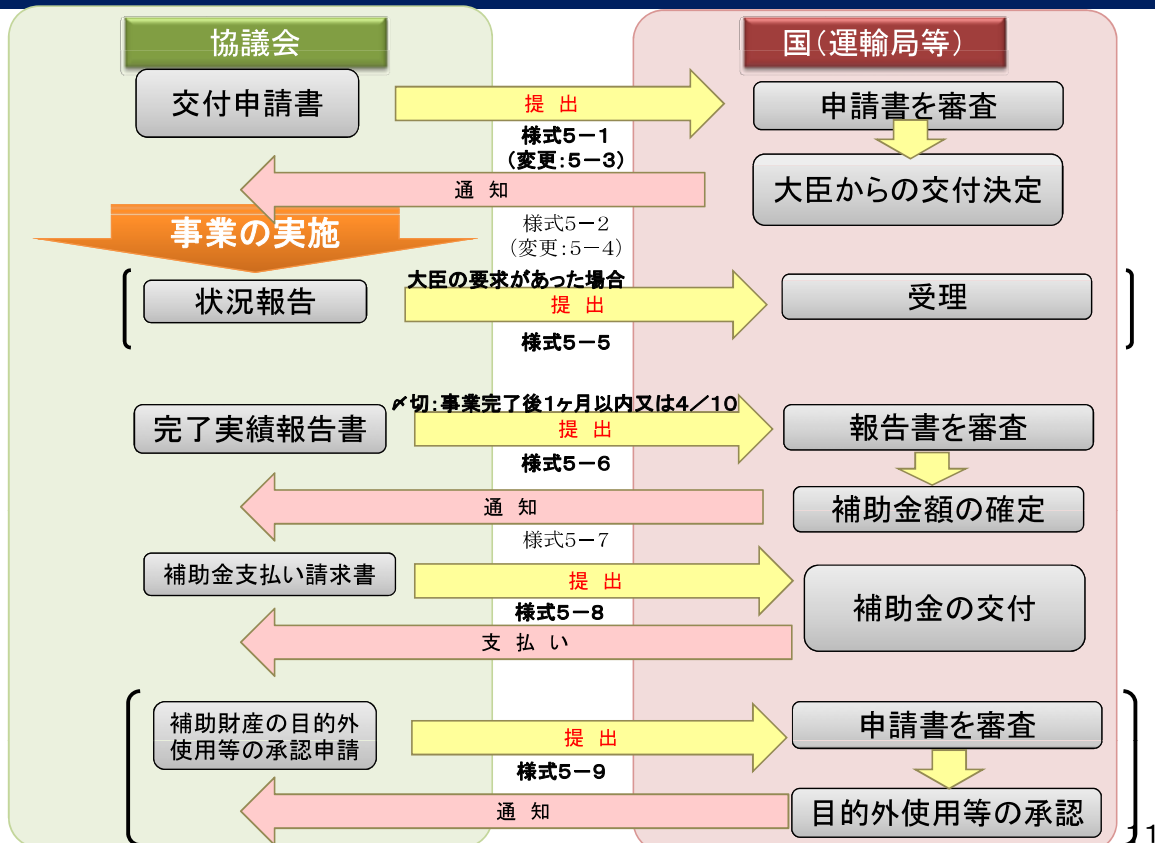 協議会
国（運輸局等）
交付申請書
提 出
申請書を審査
様式５－１
（変更：５－３）
通 知
大臣からの交付決定
様式５－２
（変更：５－４）
事業の実施
大臣の要求があった場合
状況報告
提 出
受理
様式５－５
〆切：事業完了後１ヶ月以内又は４／１０
完了実績報告書
提 出
報告書を審査
様式５－６
通 知
補助金額の確定
様式５－７
補助金支払い請求書
提 出
補助金の交付
様式５－８
支 払 い
補助財産の目的外
使用等の承認申請
提 出
申請書を審査
様式５－９
通 知
目的外使用等の承認
11